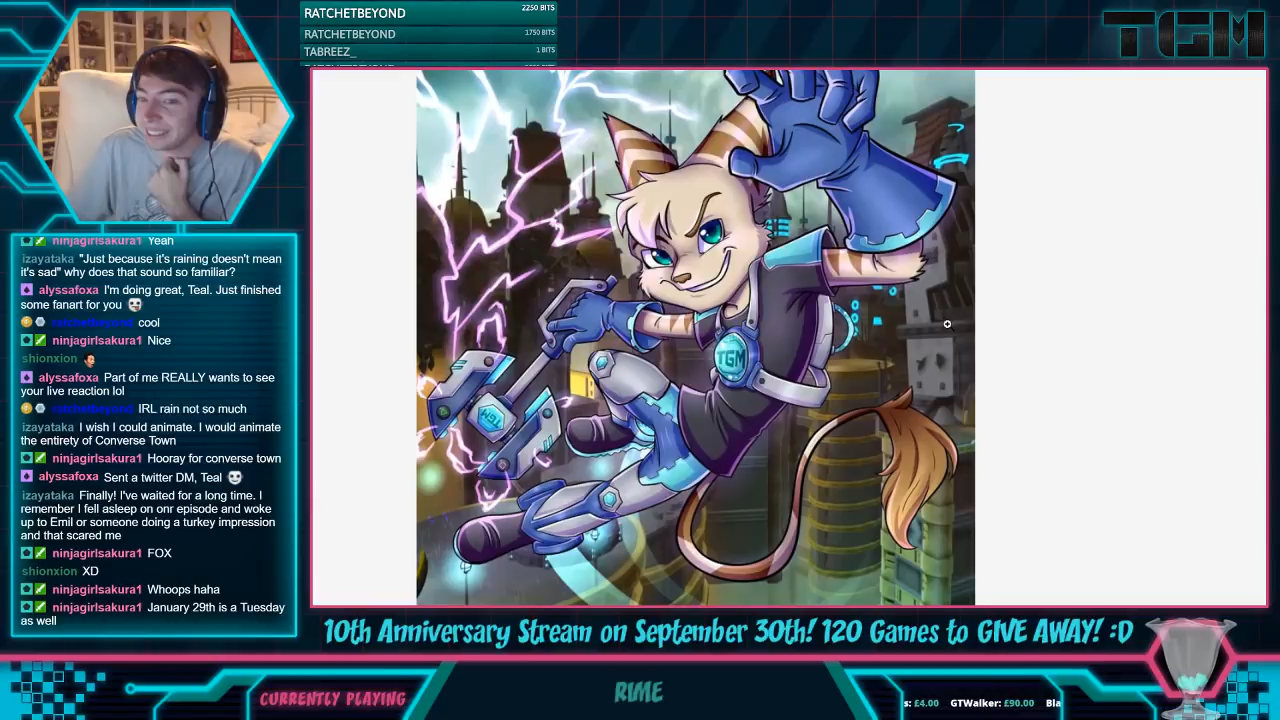 RATCHETBEYOND 2250 BITS
RATCHETBEYOND 1750 BITS
TABREEZ_ 1 BITS
TGM
ninjagirlsakura1 Yeah
izayataka "Just because it's raining doesn't mean
it's sad" why does that sound so familiar?
alyssafoxa I'm doing great, Teal. Just finished
some fanart for you
ratchetbeyond cool
ninjagirlsakura1 Nice
shionxion
alyssafoxa Part of me REALLY wants to see
your live reaction lol
ratchetbeyond IRL rain not so much
izayataka I wish I could animate. I would animate
the entirety of Converse Town
ninjagirlsakura1 Hooray for converse town
alyssafoxa Sent a twitter DM, Teal
izayataka Finally! I've waited for a long time. I
remember I fell asleep on onr episode and woke
up to Emil or someone doing a turkey impression
and that scared me
ninjagirlsakura1 FOX
shionxion XD
ninjagirlsakura1 Whoops haha
ninjagirlsakura1 January 29th is a Tuesday
as well
TGM
TGM
10th Anniversary Stream on September 30th! 120 Games to GIVE AWAY! :D
CURRENTLY PLAYING
RIME
s: £4.00 GTWalker: £90.00 Bla